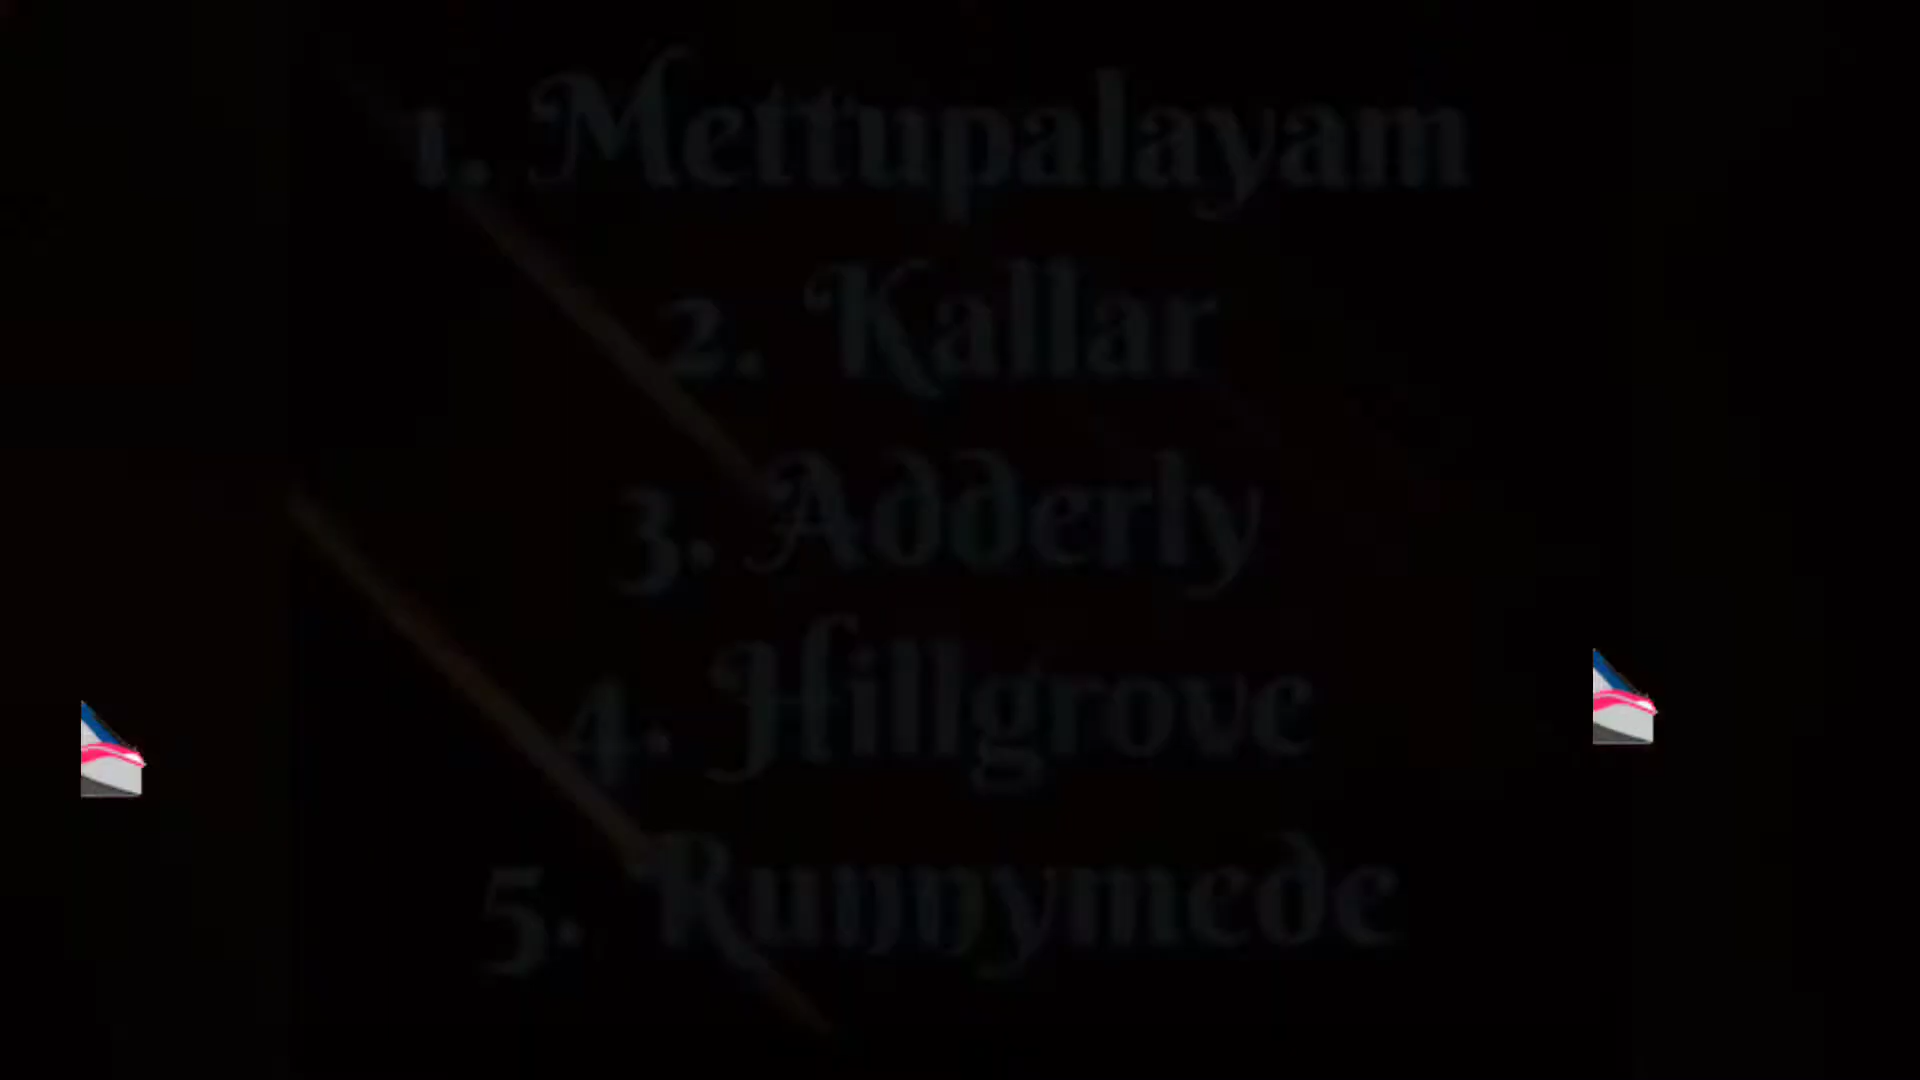 1. Mettupalayam
2. Kallar
3. Adderly
4. Hillgrove
5. Runnymede